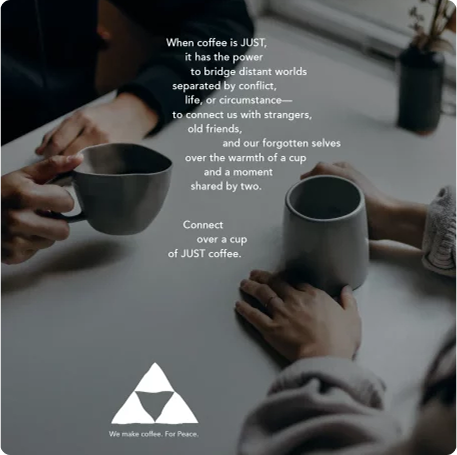 When coffee is JUST,
it has the power
to bridge distant worlds
separated by conflict,
life, or circumstance—
to connect us with strangers,
old friends,
and our forgotten selves
over the warmth of a cup
and a moment
shared by two.
Connect
over a cup
of JUST coffee.
We make coffee. For Peace.